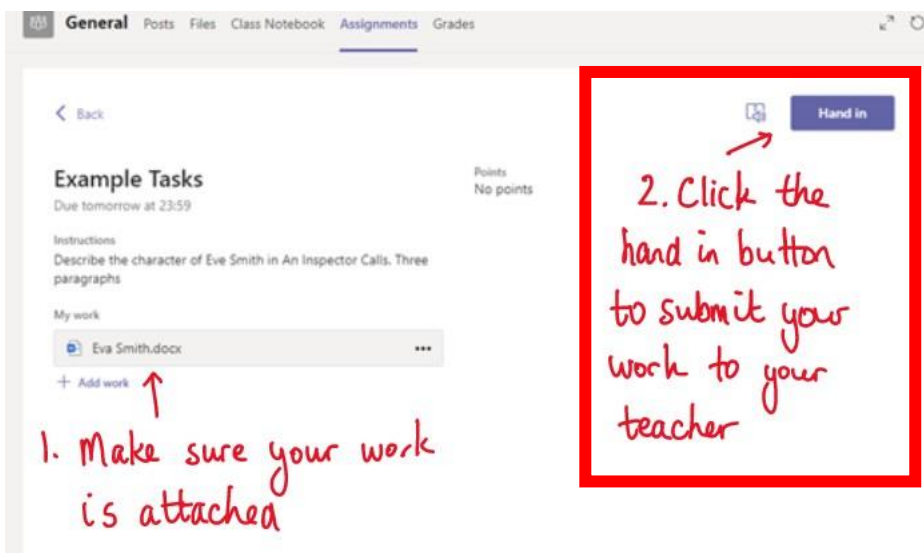 General Posts Files Class Notebook Assignments Grades
Back
Hand in
Example Tasks
Due tomorrow at 23:59
Points
No points
Instructions
Describe the character of Eve Smith in An Inspector Calls. Three
paragraphs
My work
Eva Smith.docx
+ Add work
1. Make sure your work
is attached
2. Click the
hand in button
to submit your
work to your
teacher